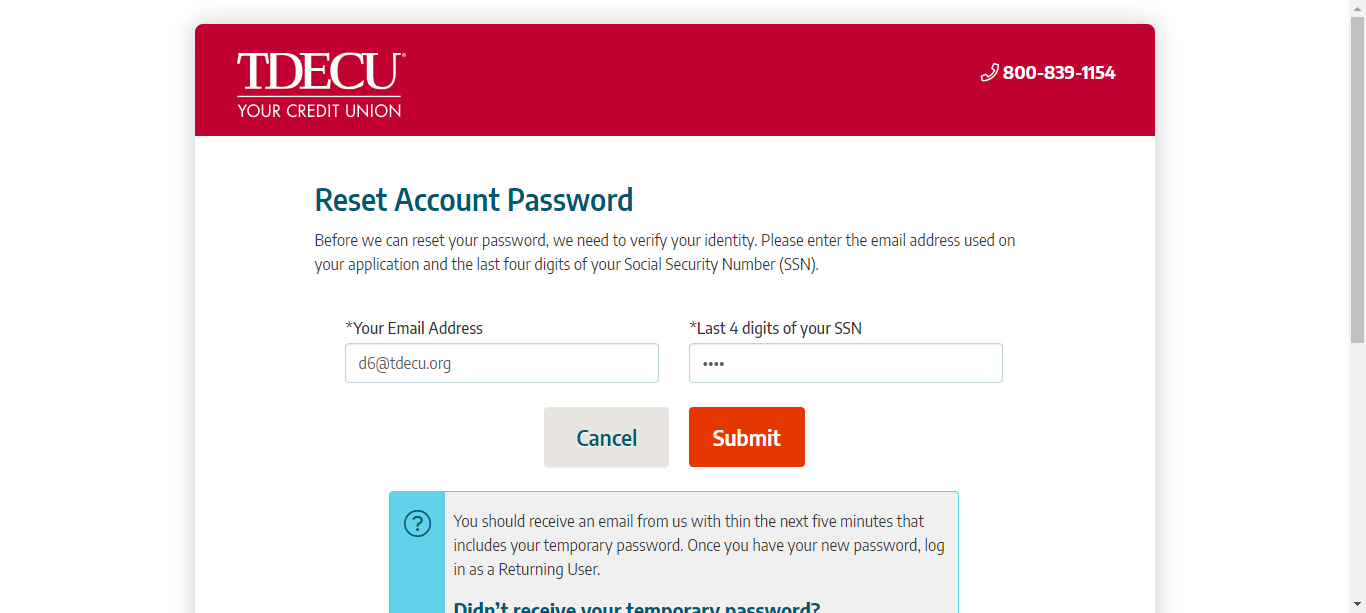 TDECU®
YOUR CREDIT UNION
800-839-1154
Reset Account Password
Before we can reset your password, we need to verify your identity. Please enter the email address used on
your application and the last four digits of your Social Security Number (SSN).
*Your Email Address
*Last 4 digits of your SSN
d6@tdecu.org
••••
Cancel
Submit
?
You should receive an email from us with thin the next five minutes that
includes your temporary password. Once you have your new password, log
in as a Returning User.
Didn’t receive your temporary password?